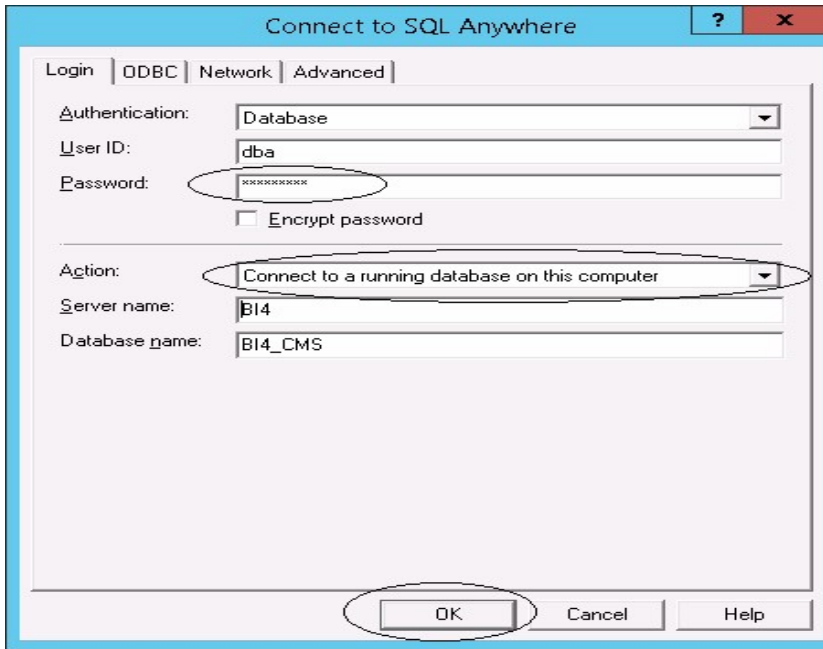 Connect to SQL Anywhere ? x
Login ODBC Network Advanced
Authentication: Database
User ID: dba
Password: *********
Encrypt password
Action: Connect to a running database on this computer
Server name: BI4
Database name: BI4_CMS
OK Cancel Help